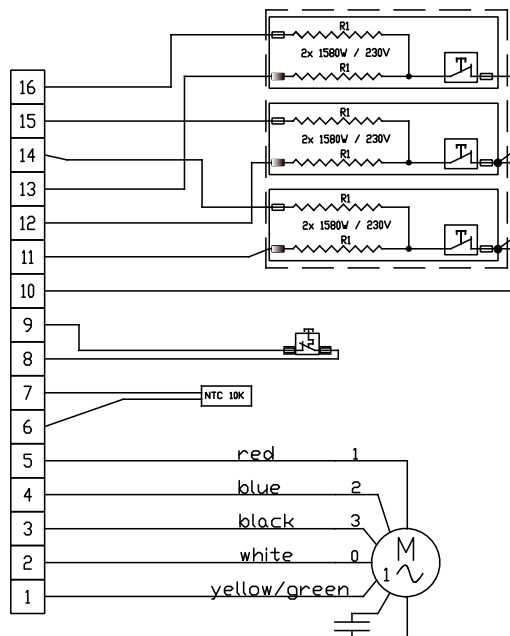 R1
2x 1580W / 230V
R1
16
15
R1
2x 1580W / 230V
R1
14
13
R1
2x 1580W / 230V
R1
12
11
10
9
8
7
NTC 10K
6
5 red 1
4 blue 2
3 black 3
2 white 0
1 yellow/green
M
1